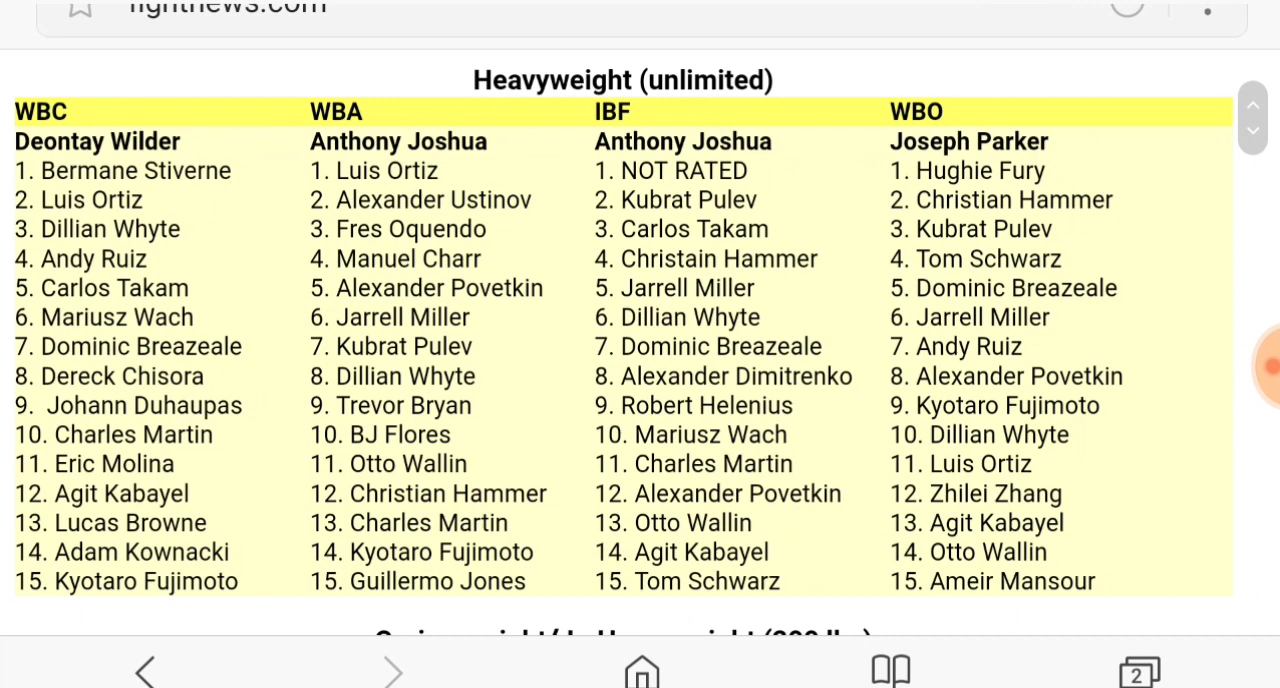 fightnews.com
Heavyweight (unlimited)
WBC WBA IBF WBO
Deontay Wilder Anthony Joshua Anthony Joshua Joseph Parker
1. Bermane Stiverne 1. Luis Ortiz 1. NOT RATED 1. Hughie Fury
2. Luis Ortiz 2. Alexander Ustinov 2. Kubrat Pulev 2. Christian Hammer
3. Dillian Whyte 3. Fres Oquendo 3. Carlos Takam 3. Kubrat Pulev
4. Andy Ruiz 4. Manuel Charr 4. Christain Hammer 4. Tom Schwarz
5. Carlos Takam 5. Alexander Povetkin 5. Jarrell Miller 5. Dominic Breazeale
6. Mariusz Wach 6. Jarrell Miller 6. Dillian Whyte 6. Jarrell Miller
7. Dominic Breazeale 7. Kubrat Pulev 7. Dominic Breazeale 7. Andy Ruiz
8. Dereck Chisora 8. Dillian Whyte 8. Alexander Dimitrenko 8. Alexander Povetkin
9. Johann Duhaupas 9. Trevor Bryan 9. Robert Helenius 9. Kyotaro Fujimoto
10. Charles Martin 10. BJ Flores 10. Mariusz Wach 10. Dillian Whyte
11. Eric Molina 11. Otto Wallin 11. Charles Martin 11. Luis Ortiz
12. Agit Kabayel 12. Christian Hammer 12. Alexander Povetkin 12. Zhilei Zhang
13. Lucas Browne 13. Charles Martin 13. Otto Wallin 13. Agit Kabayel
14. Adam Kownacki 14. Kyotaro Fujimoto 14. Agit Kabayel 14. Otto Wallin
15. Kyotaro Fujimoto 15. Guillermo Jones 15. Tom Schwarz 15. Ameir Mansour
2